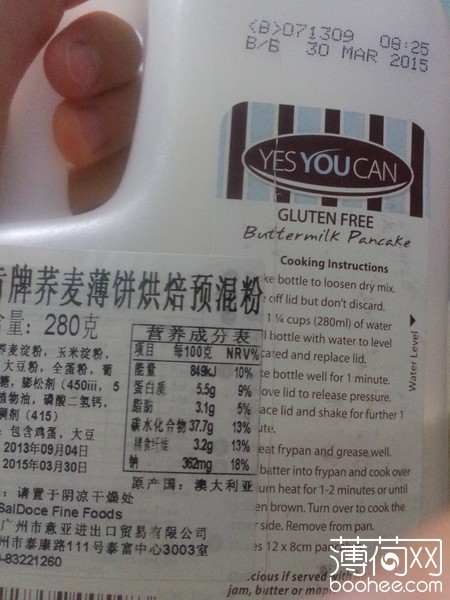 <B>071309 08:25
B/B 30 MAR 2015
YES YOU CAN
GLUTEN FREE
Buttermilk Pancake
Cooking Instructions
ke bottle to loosen dry mix.
off lid but don't discard.
1 ¼ cups (280ml) of water
l bottle with water to level
cated and replace lid.
ke bottle well for 1 minute.
ove lid to release pressure.
ace lid and shake for further 1
ute.
eat frypan and grease well.
batter into frypan and cook over
um heat for 1-2 minutes or until
en brown. Turn over to cook the
side. Remove from pan.
es 12 x 8cm pan
cious if served with
jam, butter or map
Water Level
牌荞麦薄饼烘焙预混粉
含量: 280克
荞麦淀粉, 玉米淀粉,
大豆粉, 全蛋粉, 葡
糖, 膨松剂 (450iii, 5
植物油, 磷酸二氢钙,
(415)
: 包含鸡蛋, 大豆
2013年09月04日
2015年03月30日
: 请置于阴凉干燥处
SalDoce Fine Foods
广州市意亚进出口贸易有限公司
州市泰康路111号泰富中心3003室
-83221260
营养成分表
项目 每100克 NRV%
能量 849kJ 10%
蛋白质 5.5g 9%
脂肪 3.1g 5%
碳水化合物 37.7g 13%
膳食纤维 3.2g 13%
钠 362mg 18%
原产国: 澳大利亚
薄荷网
boohee.com